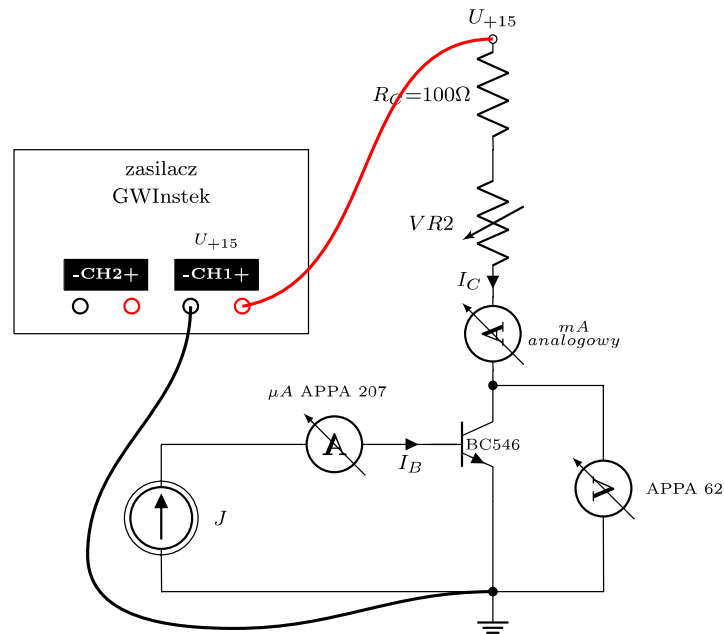 U+15
RC=100Ω
zasilacz
GWInstek
VR2
U+15
-CH2+
-CH1+
IC
A
mA
analogowy
μA APPA 207
A
BC546
IB
V
APPA 62
J